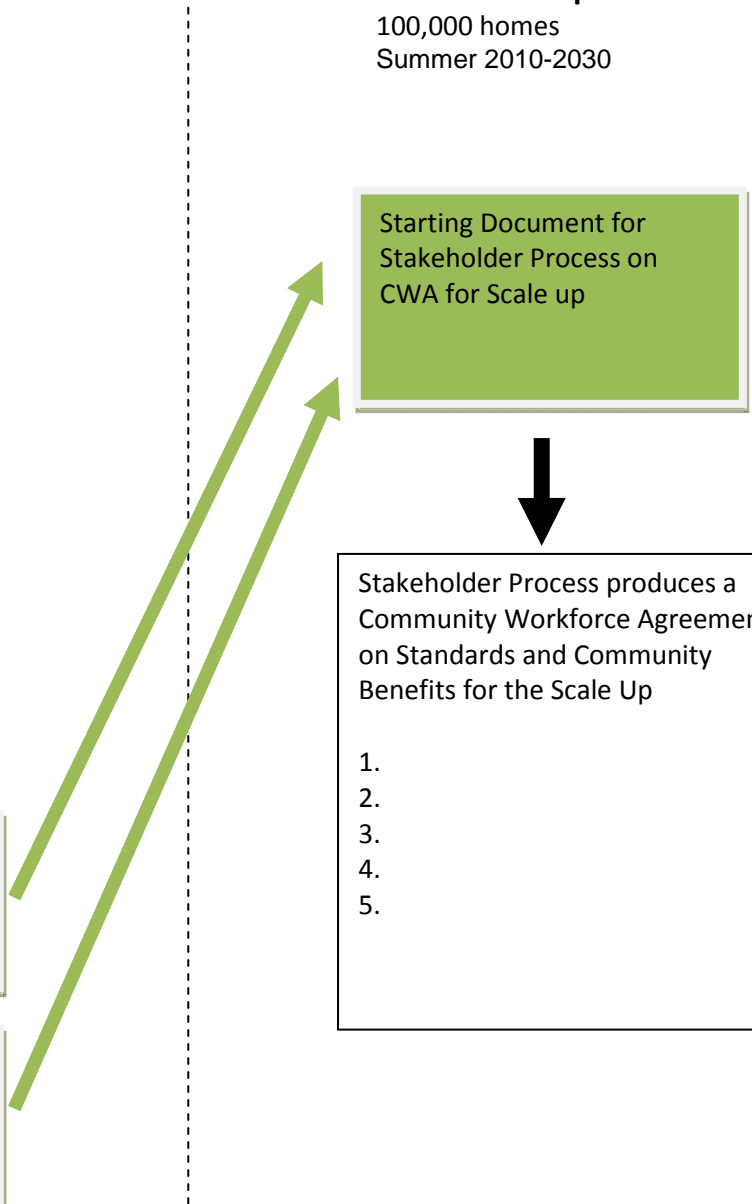 100,000 homes
Summer 2010-2030
Starting Document for
Stakeholder Process on
CWA for Scale up
Stakeholder Process produces a
Community Workforce Agreemen
on Standards and Community
Benefits for the Scale Up
1.
2.
3.
4.
5.